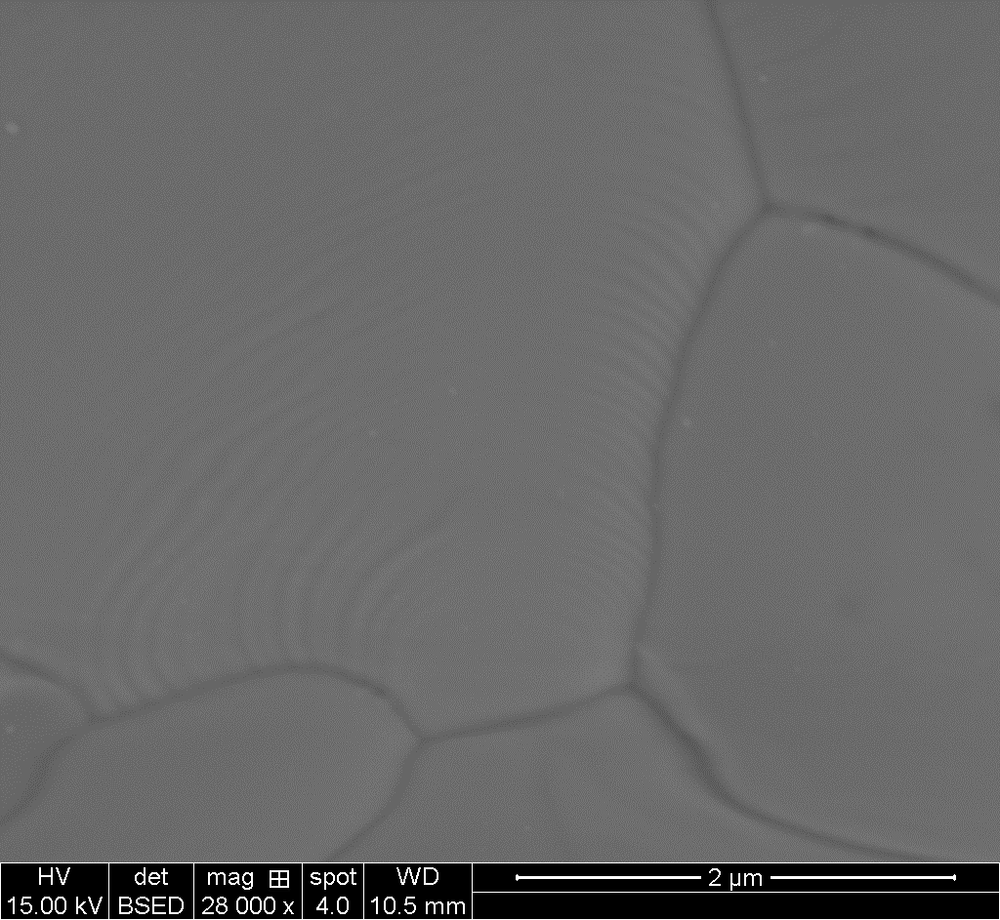 HV det mag ⊞ spot WD 2 µm
15.00 kV BSED 28 000 x 4.0 10.5 mm